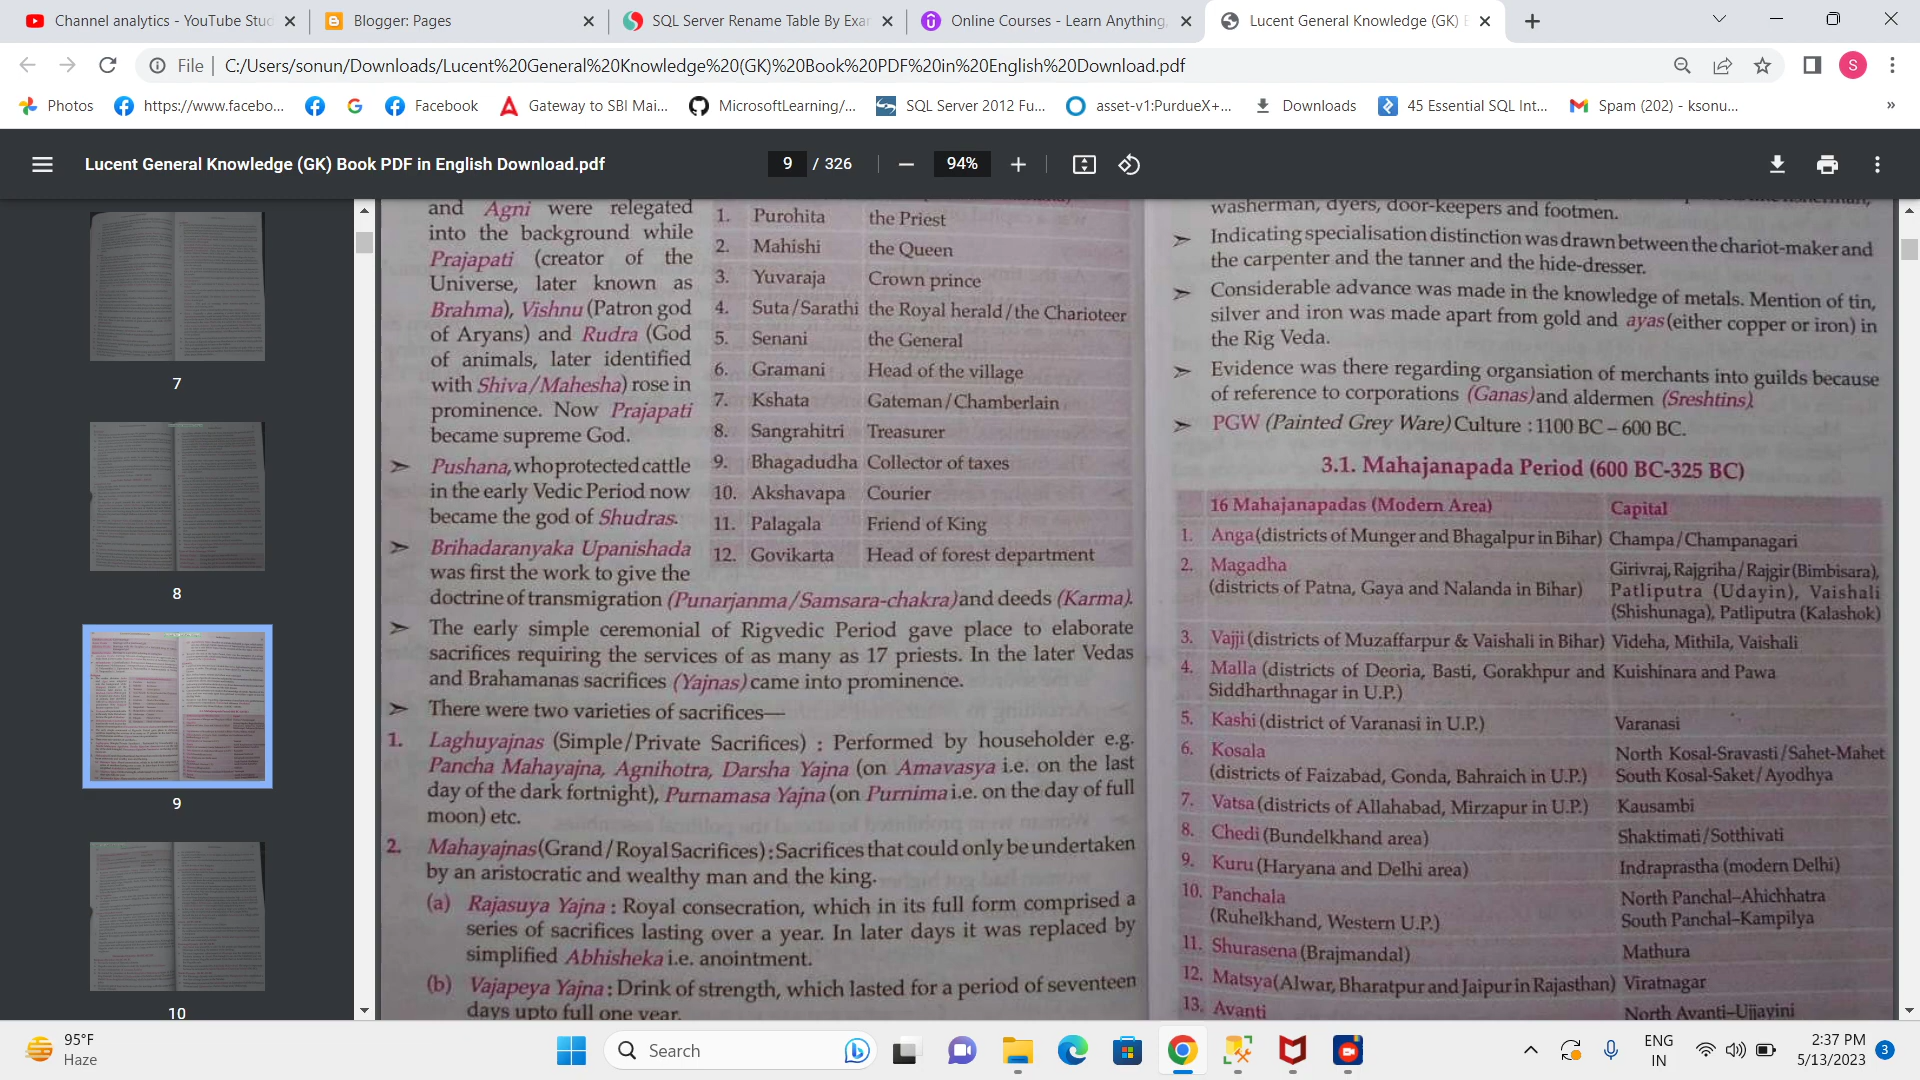 Channel analytics - YouTube Stud
Blogger: Pages
SQL Server Rename Table By Exa
Online Courses - Learn Anything,
Lucent General Knowledge (GK)
File
C:/Users/sonun/Downloads/Lucent%20General%20Knowledge%20(GK)%20Book%20PDF%20in%20English%20Download.pdf
S
Photos
https://www.facebo...
Facebook
Gateway to SBI Mai...
MicrosoftLearning/...
SQL Server 2012 Fu...
asset-v1:PurdueX+...
Downloads
45 Essential SQL Int...
Spam (202) - ksonu...
»
Lucent General Knowledge (GK) Book PDF in English Download.pdf
9 / 326
94%
7
8
9
10
and Agni were relegated
into the background while
Prajapati (creator of the
Universe, later known as
Brahma), Vishnu (Patron god
of Aryans) and Rudra (God
of animals, later identified
with Shiva/Mahesha) rose in
prominence. Now Prajapati
became supreme God.
➢ Pushana, who protected cattle
in the early Vedic Period now
became the god of Shudras.
➢ Brihadaranyaka Upanishada
was first the work to give the
doctrine of transmigration (Punarjanma/Samsara-chakra) and deeds (Karma).
1. Purohita the Priest
2. Mahishi the Queen
3. Yuvaraja Crown prince
4. Suta/Sarathi the Royal herald/the Charioteer
5. Senani the General
6. Gramani Head of the village
7. Kshata Gateman/Chamberlain
8. Sangrahitri Treasurer
9. Bhagadudha Collector of taxes
10. Akshavapa Courier
11. Palagala Friend of King
12. Govikarta Head of forest department
➢ The early simple ceremonial of Rigvedic Period gave place to elaborate
sacrifices requiring the services of as many as 17 priests. In the later Vedas
and Brahamanas sacrifices (Yajnas) came into prominence.
➢ There were two varieties of sacrifices—
1. Laghuyajnas (Simple/Private Sacrifices) : Performed by householder e.g.
Pancha Mahayajna, Agnihotra, Darsha Yajna (on Amavasya i.e. on the last
day of the dark fortnight), Purnamasa Yajna (on Purnima i.e. on the day of full
moon) etc.
2. Mahayajnas (Grand/Royal Sacrifices) : Sacrifices that could only be undertaken
by an aristocratic and wealthy man and the king.
(a) Rajasuya Yajna : Royal consecration, which in its full form comprised a
series of sacrifices lasting over a year. In later days it was replaced by
simplified Abhisheka i.e. anointment.
(b) Vajapeya Yajna : Drink of strength, which lasted for a period of seventeen
days upto full one year.
washerman, dyers, door-keepers and footmen.
➢ Indicating specialisation distinction was drawn between the chariot-maker and
the carpenter and the tanner and the hide-dresser.
➢ Considerable advance was made in the knowledge of metals. Mention of tin,
silver and iron was made apart from gold and ayas (either copper or iron) in
the Rig Veda.
➢ Evidence was there regarding organsiation of merchants into guilds because
of reference to corporations (Ganas) and aldermen (Sreshtins).
➢ PGW (Painted Grey Ware) Culture : 1100 BC – 600 BC.
3.1. Mahajanapada Period (600 BC-325 BC)
16 Mahajanapadas (Modern Area) Capital
1. Anga (districts of Munger and Bhagalpur in Bihar) Champa/Champanagari
2. Magadha Girivraj, Rajgriha/Rajgir (Bimbisara),
(districts of Patna, Gaya and Nalanda in Bihar) Patliputra (Udayin), Vaishali
(Shishunaga), Patliputra (Kalashok)
3. Vajji (districts of Muzaffarpur & Vaishali in Bihar) Videha, Mithila, Vaishali
4. Malla (districts of Deoria, Basti, Gorakhpur and Kuishinara and Pawa
Siddharthnagar in U.P.)
5. Kashi (district of Varanasi in U.P.) Varanasi
6. Kosala North Kosal-Sravasti/Sahet-Mahet
(districts of Faizabad, Gonda, Bahraich in U.P.) South Kosal-Saket/Ayodhya
7. Vatsa (districts of Allahabad, Mirzapur in U.P.) Kausambi
8. Chedi (Bundelkhand area) Shaktimati/Sotthivati
9. Kuru (Haryana and Delhi area) Indraprastha (modern Delhi)
10. Panchala North Panchal–Ahichhatra
(Ruhelkhand, Western U.P.) South Panchal–Kampilya
11. Shurasena (Brajmandal) Mathura
12. Matsya (Alwar, Bharatpur and Jaipur in Rajasthan) Viratnagar
13. Avanti North Avanti–Ujjayini
95°F
Haze
Search
ENG
IN
2:37 PM
5/13/2023
3